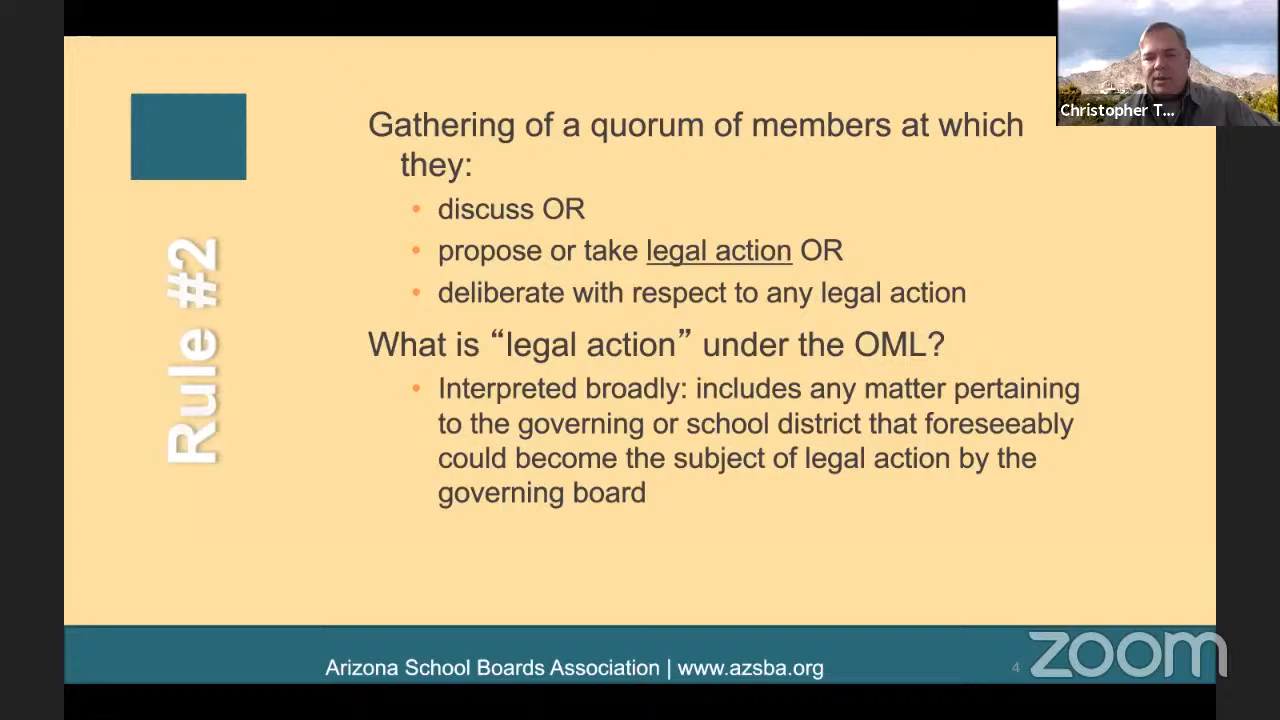 Christopher T...
Gathering of a quorum of members at which
they:
• discuss OR
• propose or take legal action OR
• deliberate with respect to any legal action
What is “legal action” under the OML?
• Interpreted broadly: includes any matter pertaining
to the governing or school district that foreseeably
could become the subject of legal action by the
governing board
Rule #2
Arizona School Boards Association | www.azsba.org
4
zoom